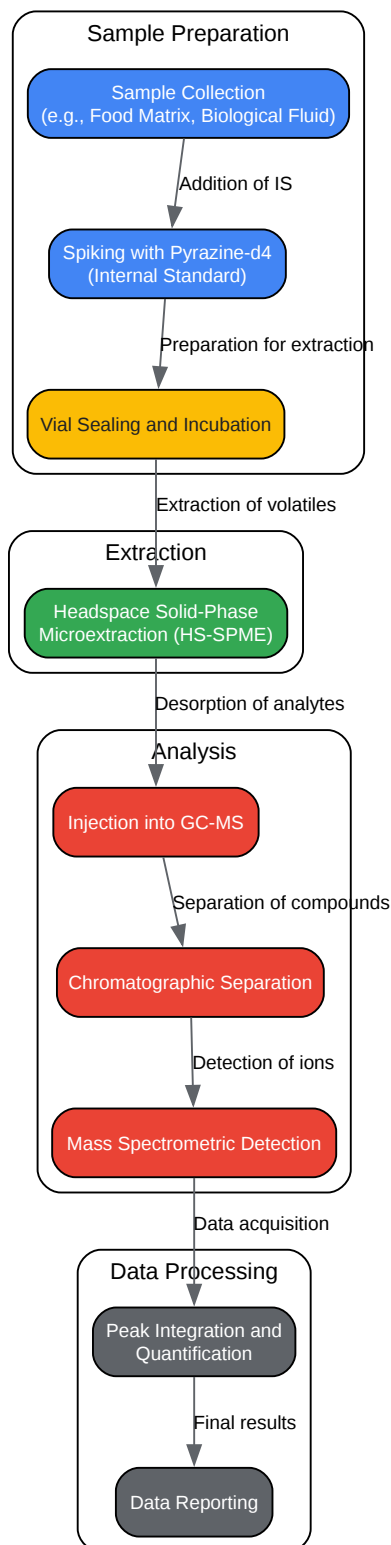 Sample Preparation
Sample Collection
(e.g., Food Matrix, Biological Fluid)
Addition of IS
Spiking with Pyrazine-d4
(Internal Standard)
Preparation for extraction
Vial Sealing and Incubation
Extraction of volatiles
Extraction
Headspace Solid-Phase
Microextraction (HS-SPME)
Desorption of analytes
Analysis
Injection into GC-MS
Separation of compounds
Chromatographic Separation
Detection of ions
Mass Spectrometric Detection
Data acquisition
Data Processing
Peak Integration and
Quantification
Final results
Data Reporting